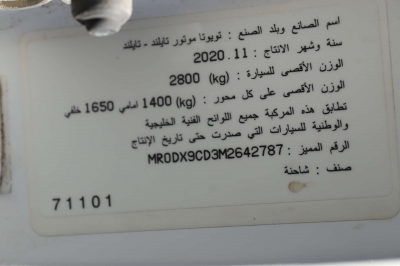 اسم الصانع وبلد الصنع : تويوتا موتور تايلند - تايلند
سنة وشهر الانتاج : 2020.11
الوزن الأقصى للسيارة : (kg) 2800
الوزن الأقصى على كل محور : (kg) 1400 امامي 1650 خلفي
تطابق هذه المركبة جميع اللوائح الفنية الخليجية
والوطنية للسيارات التي صدرت حتى تاريخ الإنتاج
الرقم المميز : MR0DX9CD3M2642787
صنف : شاحنة
71101